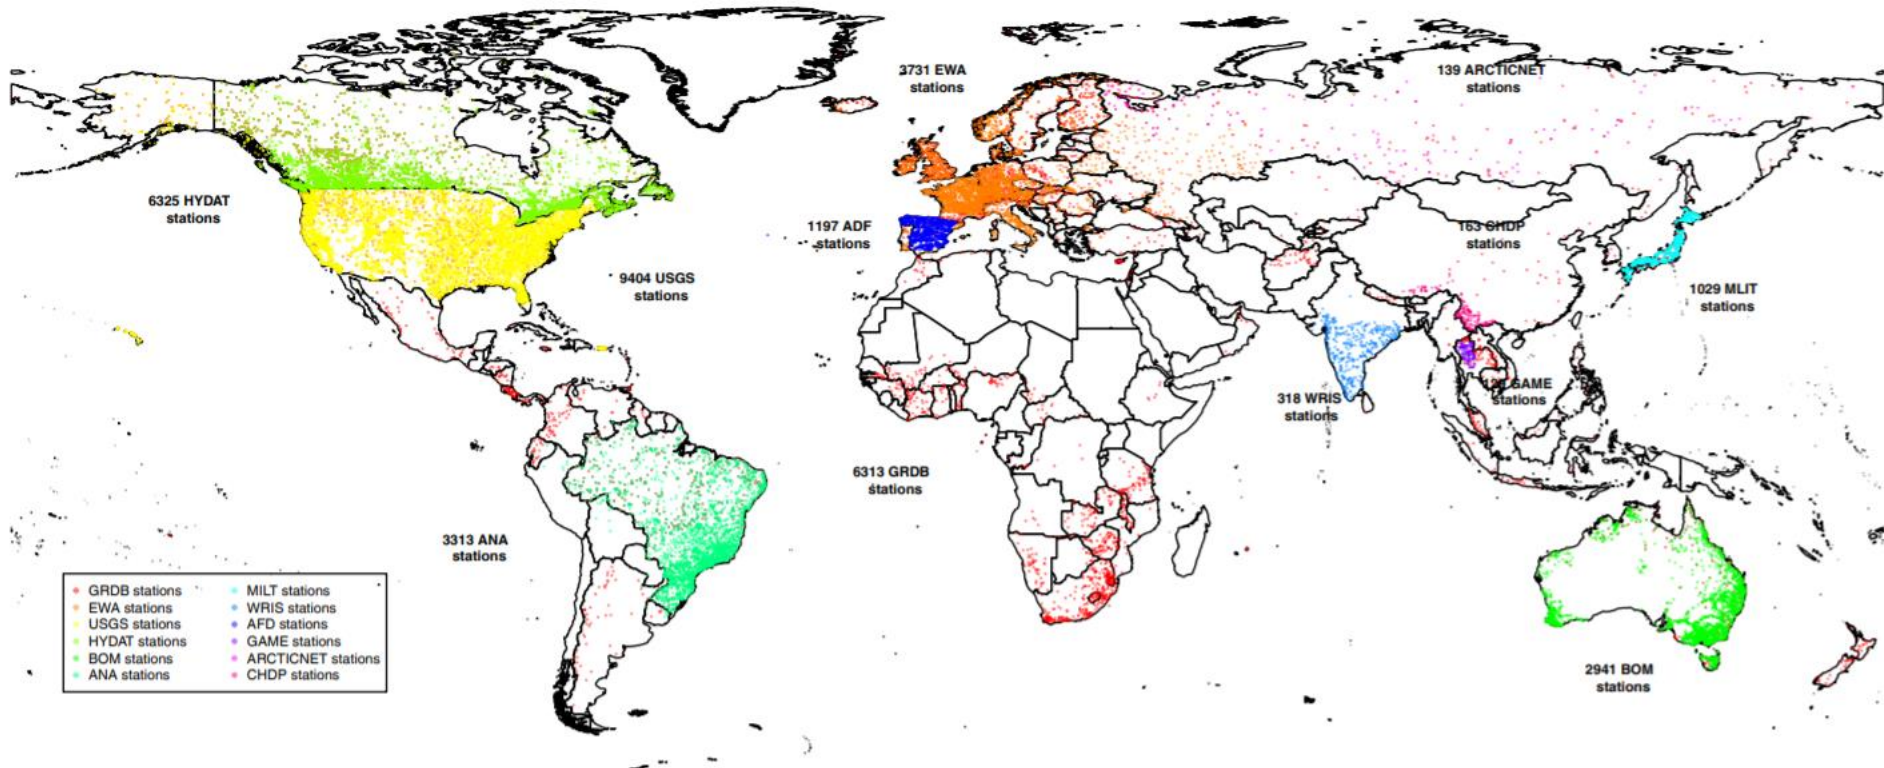 3731 EWA
stations
139 ARCTICNET
stations
6325 HYDAT
stations
1197 ADF
stations
163 CHDP
stations
9404 USGS
stations
1029 MLIT
stations
GAME
stations
318 WRIS
stations
6313 GRDB
stations
3313 ANA
stations
2941 BOM
stations
GRDB stations
EWA stations
USGS stations
HYDAT stations
BOM stations
ANA stations
MILT stations
WRIS stations
AFD stations
GAME stations
ARCTICNET stations
CHDP stations